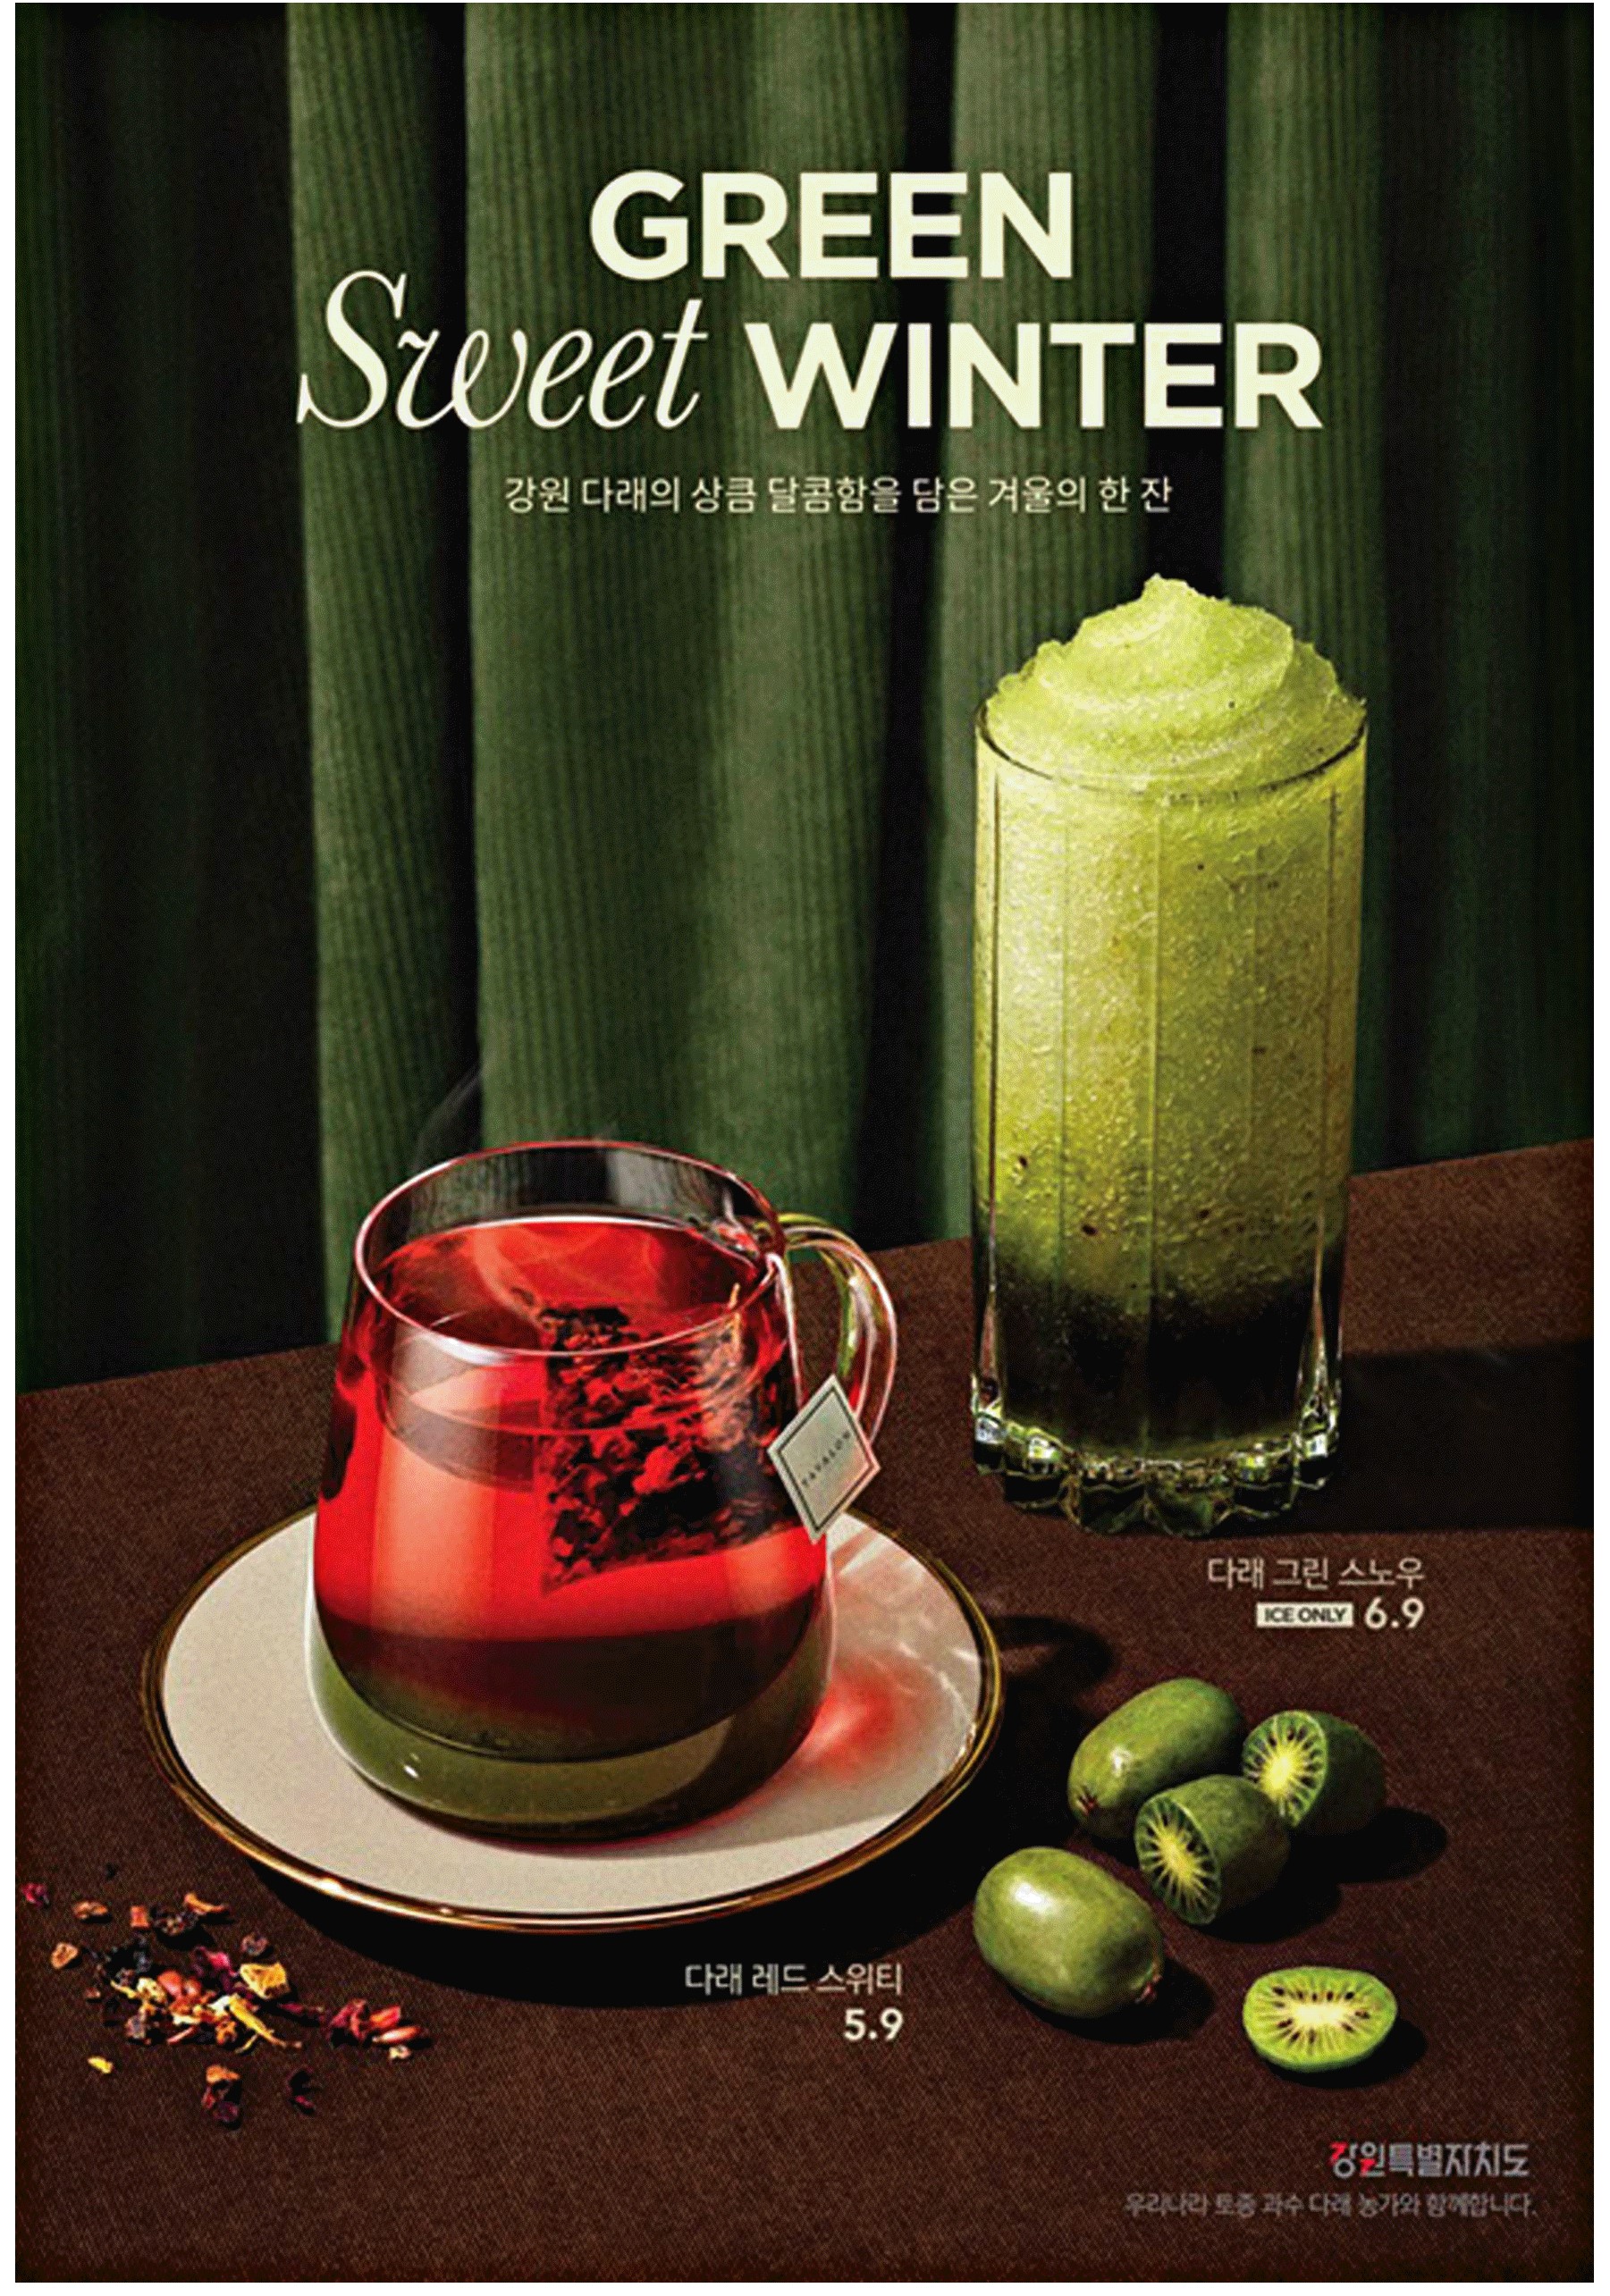 GREEN
Sweet WINTER
강원 다래의 상큼 달콤함을 담은 겨울의 한 잔
TAVALON
다래 그린 스노우
ICE ONLY 6.9
다래 레드 스위티
5.9
강원특별자치도
우리나라 토종 과수 다래 농가와 함께합니다.